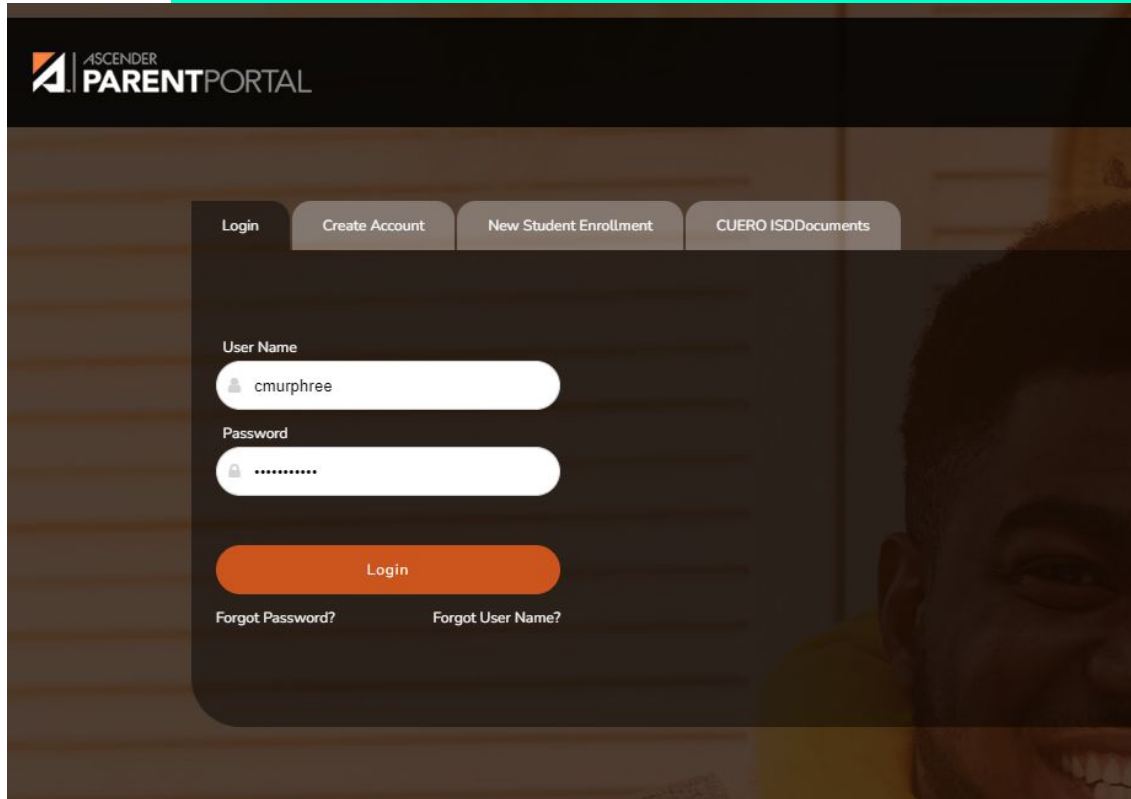 ASCENDER
PARENTPORTAL
Login Create Account New Student Enrollment CUERO ISDDocuments
User Name
cmurphree
Password
•••••••••••
Login
Forgot Password? Forgot User Name?